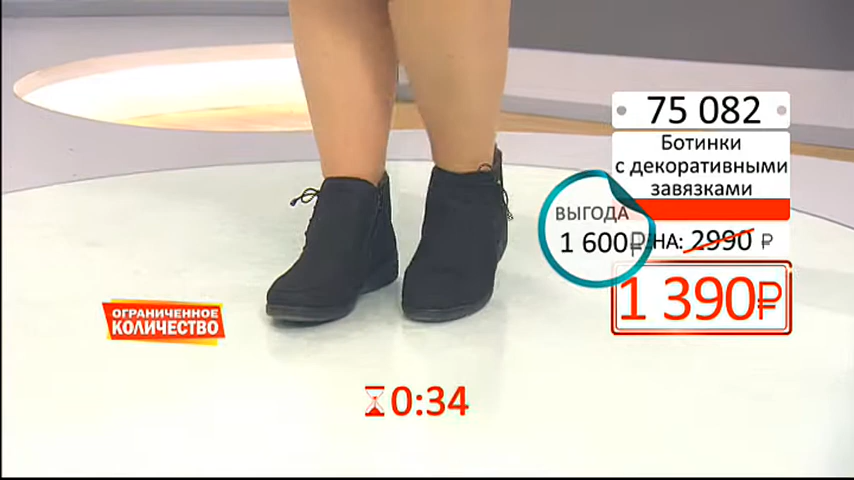 75 082
Ботинки
с декоративными
завязками
ВЫГОДА
1 600₽
НА: 2990 ₽
1 390₽
ОГРАНИЧЕННОЕ
КОЛИЧЕСТВО
0:34